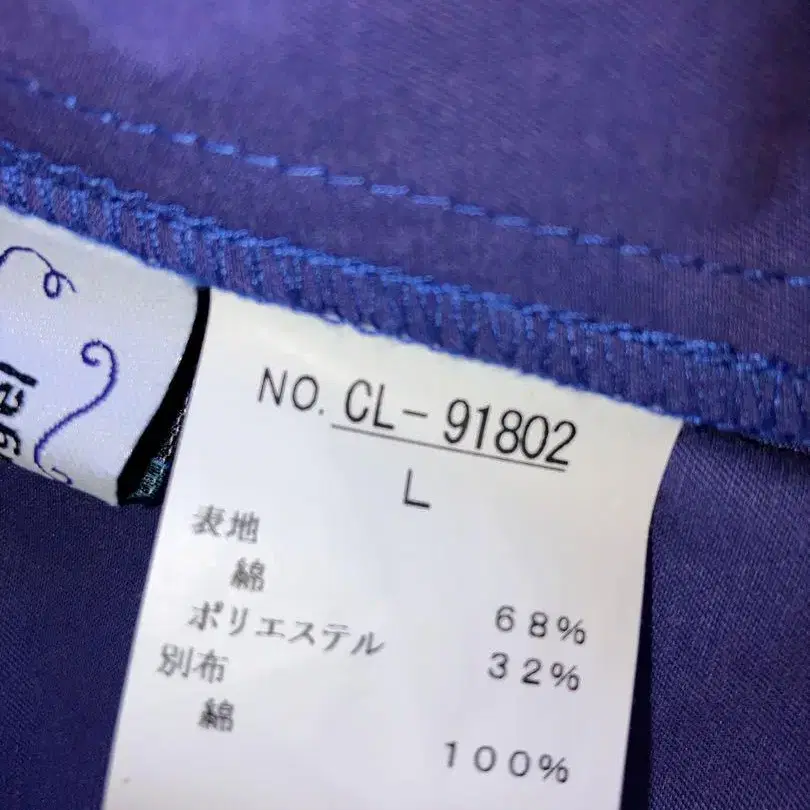 NO. CL-91802
L
表地
綿 68%
ポリエステル 32%
別布
綿 100%